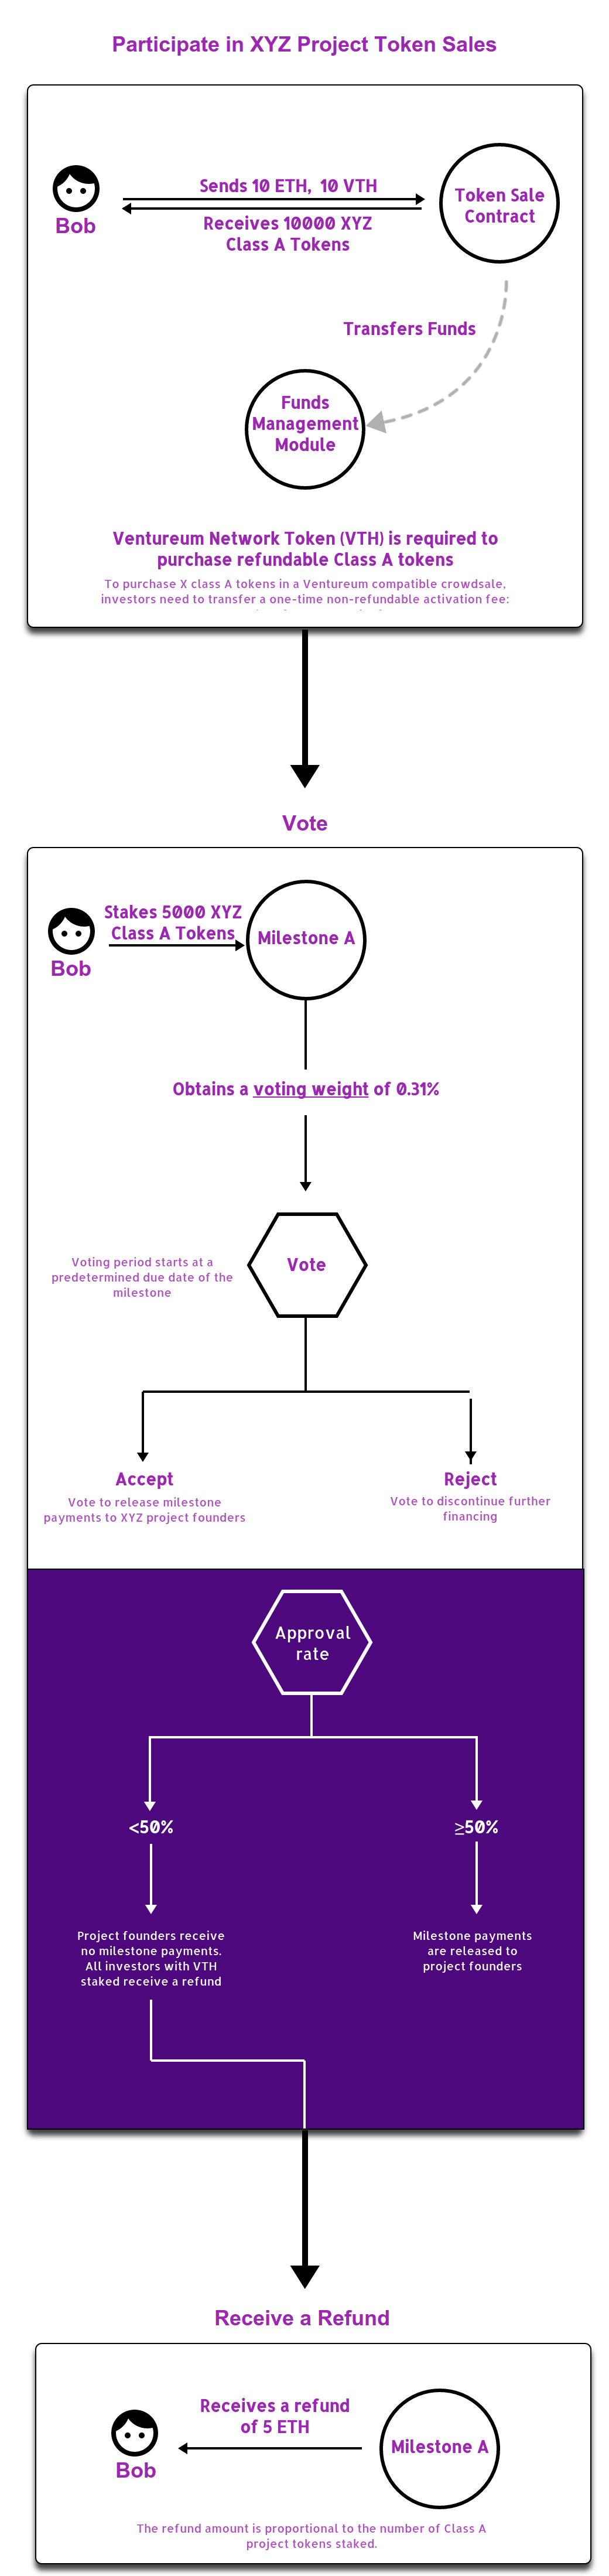 Participate in XYZ Project Token Sales
Sends 10 ETH, 10 VTH
Bob
Receives 10000 XYZ
Class A Tokens
Token Sale
Contract
Transfers Funds
Funds
Management
Module
Ventureum Network Token (VTH) is required to
purchase refundable Class A tokens
To purchase X class A tokens in a Ventureum compatible crowdsale,
investors need to transfer a one-time non-refundable activation fee:
Vote
Stakes 5000 XYZ
Class A Tokens
Bob
Milestone A
Obtains a voting weight of 0.31%
Voting period starts at a
predetermined due date of the
milestone
Vote
Accept
Vote to release milestone
payments to XYZ project founders
Reject
Vote to discontinue further
financing
Approval
rate
<50%
≥50%
Project founders receive
no milestone payments.
All investors with VTH
staked receive a refund
Milestone payments
are released to
project founders
Receive a Refund
Receives a refund
of 5 ETH
Bob
Milestone A
The refund amount is proportional to the number of Class A
project tokens staked.